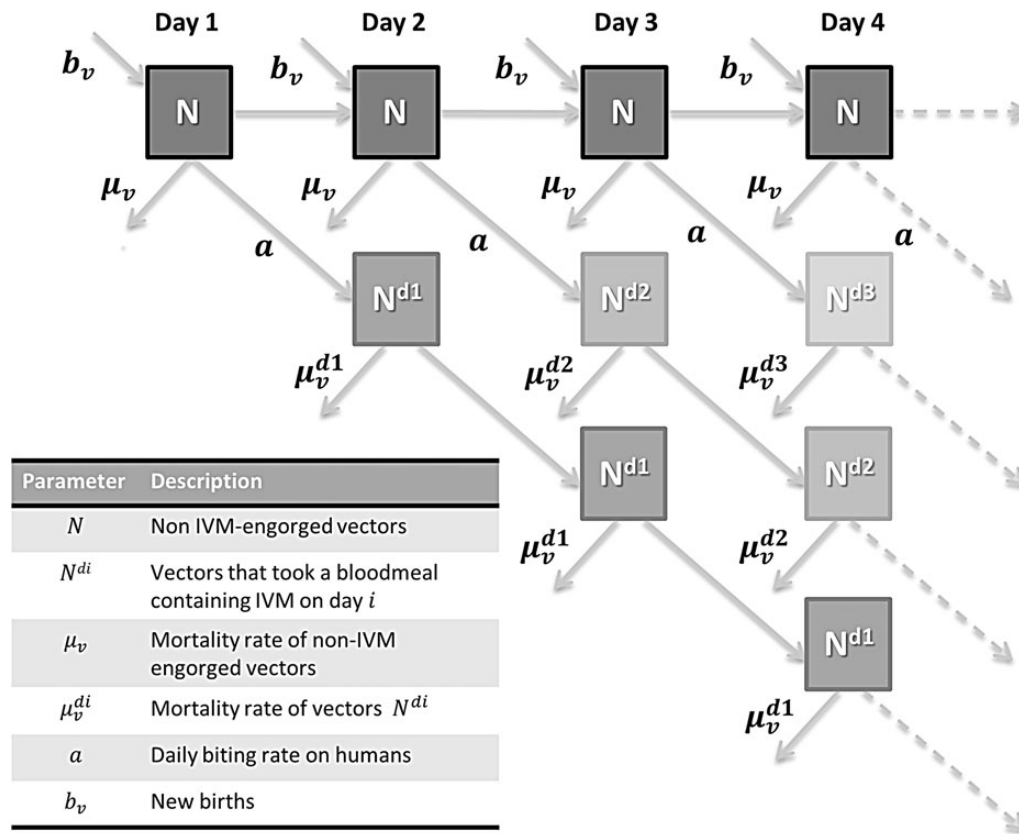 Day 1 Day 2 Day 3 Day 4
b_v b_v b_v b_v
N N N N
μ_v μ_v μ_v μ_v
a a a a
N^{d1} N^{d2} N^{d3}
μ_v^{d1} μ_v^{d2} μ_v^{d3}
N^{d1} N^{d2}
μ_v^{d1} μ_v^{d2}
N^{d1}
μ_v^{d1}
Parameter Description
N Non IVM-engorged vectors
N^{di} Vectors that took a bloodmeal
containing IVM on day i
μ_v Mortality rate of non-IVM
engorged vectors
μ_v^{di} Mortality rate of vectors N^{di}
a Daily biting rate on humans
b_v New births